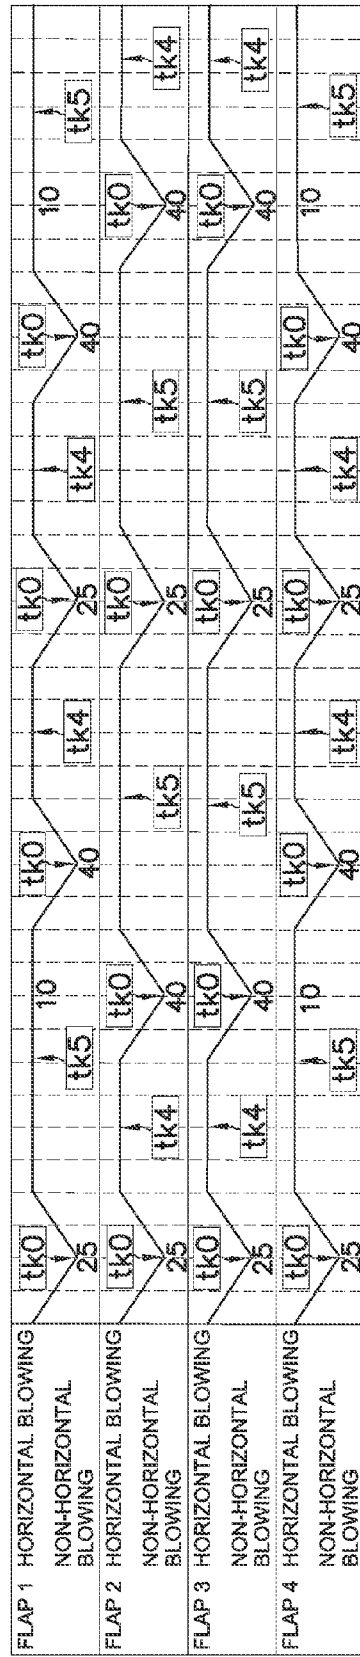 FLAP 1 HORIZONTAL BLOWING
NON-HORIZONTAL
BLOWING
tk0
25
tk5
10
tk0
40
tk4
tk0
25
tk4
tk0
40
10
tk5
FLAP 2 HORIZONTAL BLOWING
NON-HORIZONTAL
BLOWING
tk0
25
tk4
tk0
40
tk5
tk0
25
tk5
tk0
40
tk4
FLAP 3 HORIZONTAL BLOWING
NON-HORIZONTAL
BLOWING
tk0
25
tk4
tk0
40
tk5
tk0
25
tk5
tk0
40
tk4
FLAP 4 HORIZONTAL BLOWING
NON-HORIZONTAL
BLOWING
tk0
25
tk5
10
tk0
40
tk4
tk0
25
tk4
tk0
40
10
tk5